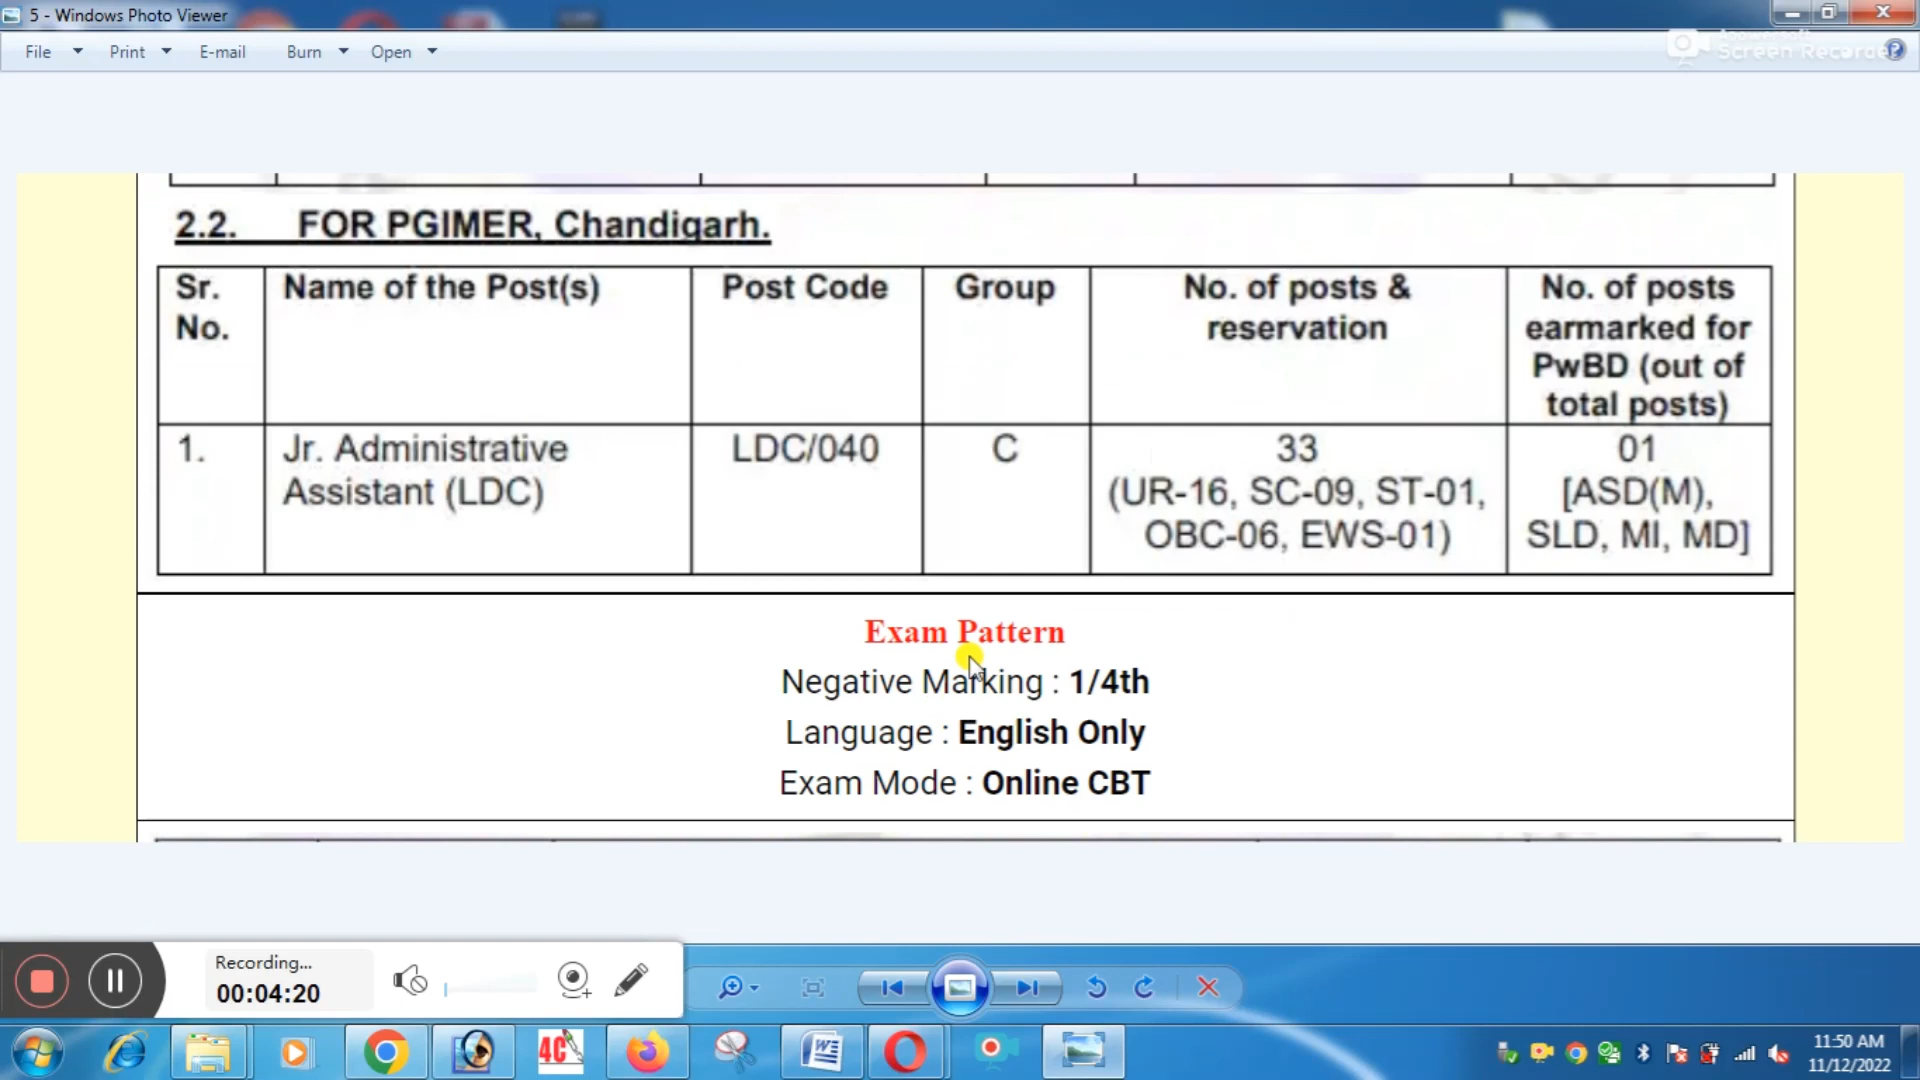 5 - Windows Photo Viewer
File Print E-mail Burn Open
Apowersoft
Screen Recorder
2.2. FOR PGIMER, Chandigarh.
Sr. No. Name of the Post(s) Post Code Group No. of posts & reservation No. of posts earmarked for PwBD (out of total posts)
1. Jr. Administrative Assistant (LDC) LDC/040 C 33 (UR-16, SC-09, ST-01, OBC-06, EWS-01) 01 [ASD(M), SLD, MI, MD]
Exam Pattern
Negative Marking : 1/4th
Language : English Only
Exam Mode : Online CBT
Recording...
00:04:20
4C
11:50 AM
11/12/2022